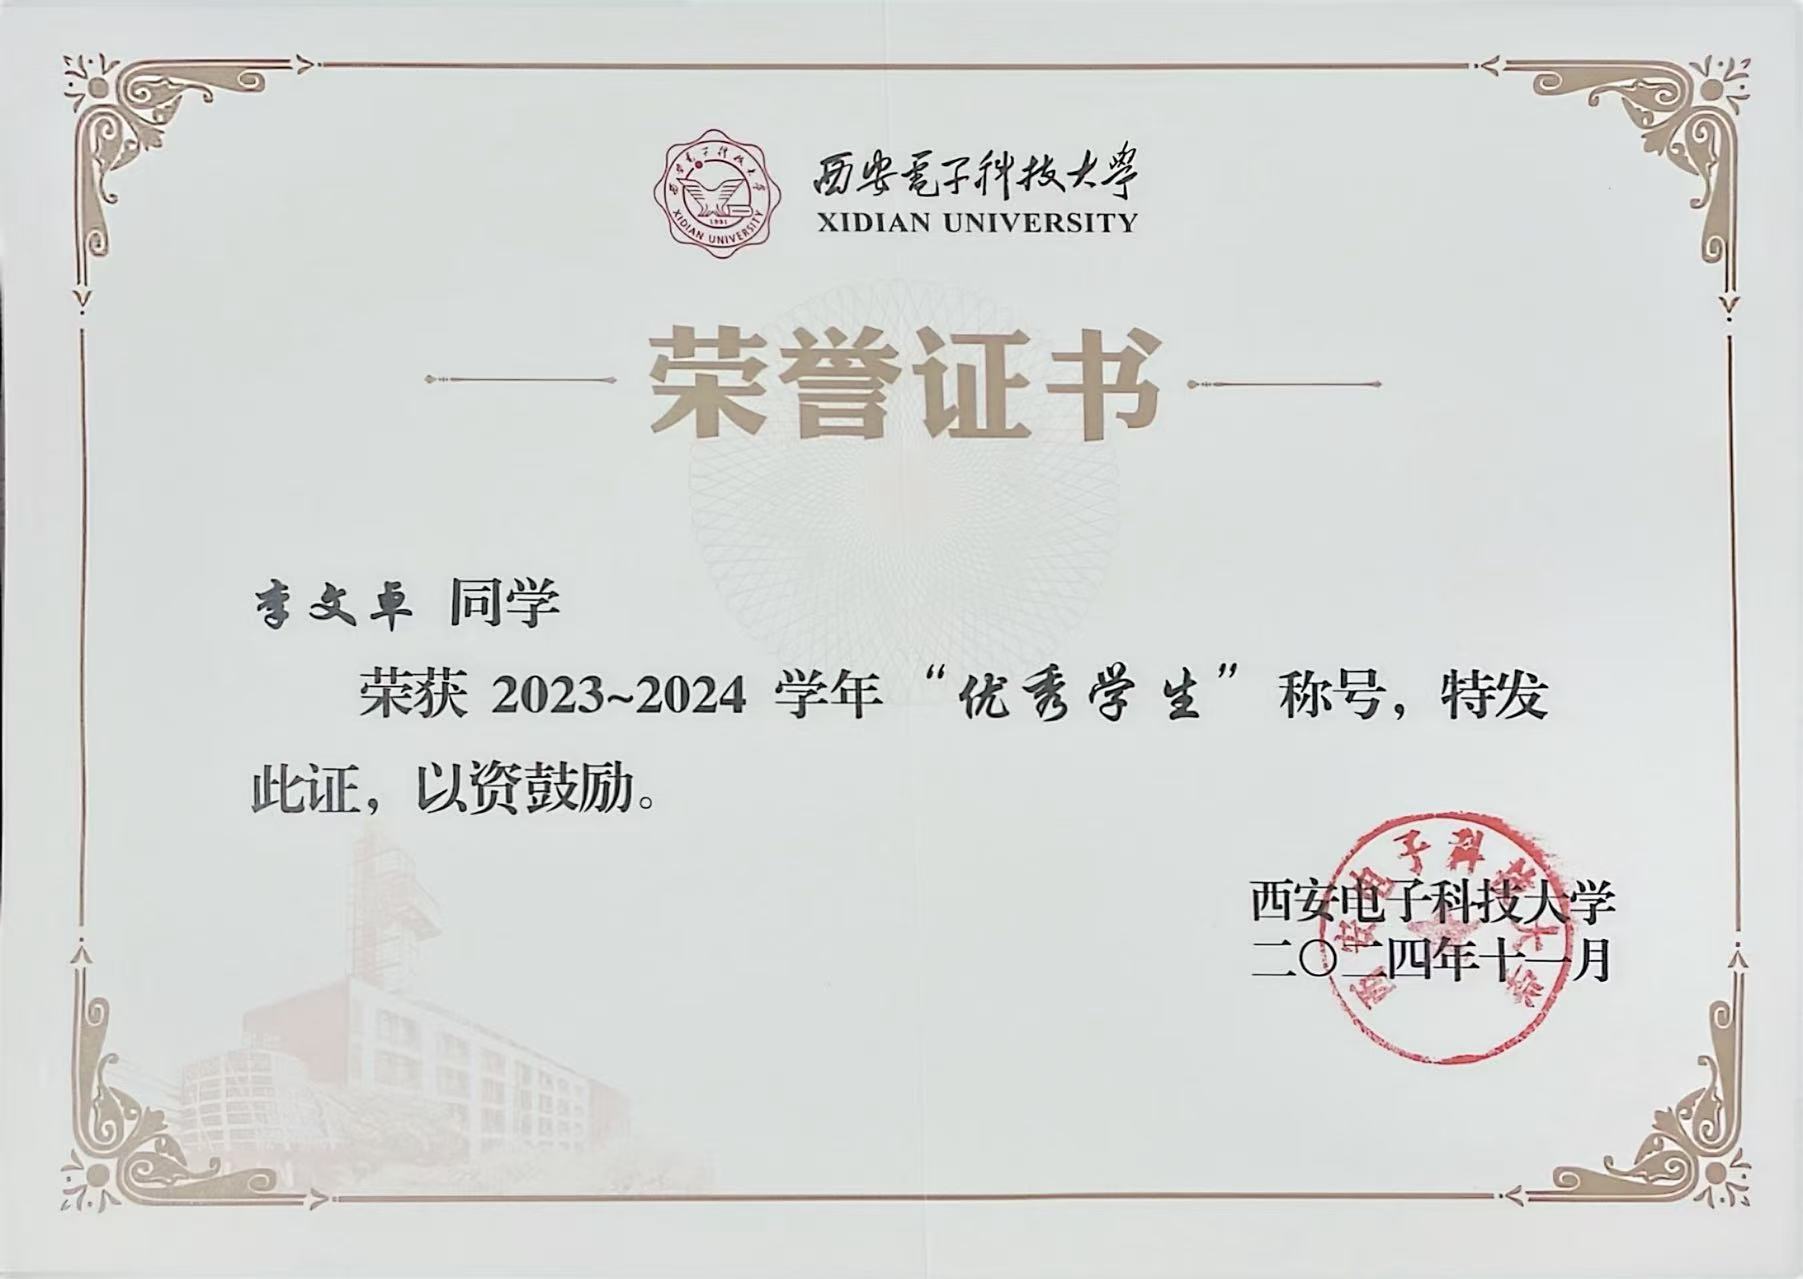 西安電子科技大學
XIDIAN UNIVERSITY
西安電子科技大學
XIDIAN UNIVERSITY
1931
荣誉证书
李文卓 同学
荣获 2023~2024 学年 “优秀学生” 称号，特发
此证，以资鼓励。
西安电子科技大学
二〇二四年十一月
西安电子科技大学